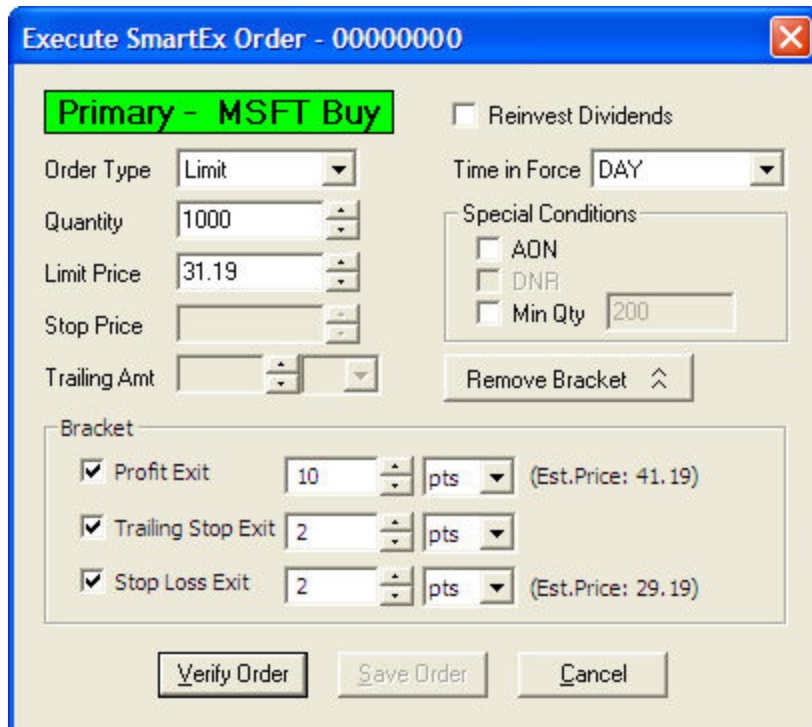 Execute SmartEx Order - 00000000
Primary - MSFT Buy
Reinvest Dividends
Order Type Limit
Time in Force DAY
Quantity 1000
Special Conditions
AON
Limit Price 31.19
DNR
Min Qty 200
Stop Price
Trailing Amt
Remove Bracket
Bracket
Profit Exit 10 pts (Est.Price: 41.19)
Trailing Stop Exit 2 pts
Stop Loss Exit 2 pts (Est.Price: 29.19)
Verify Order Save Order Cancel